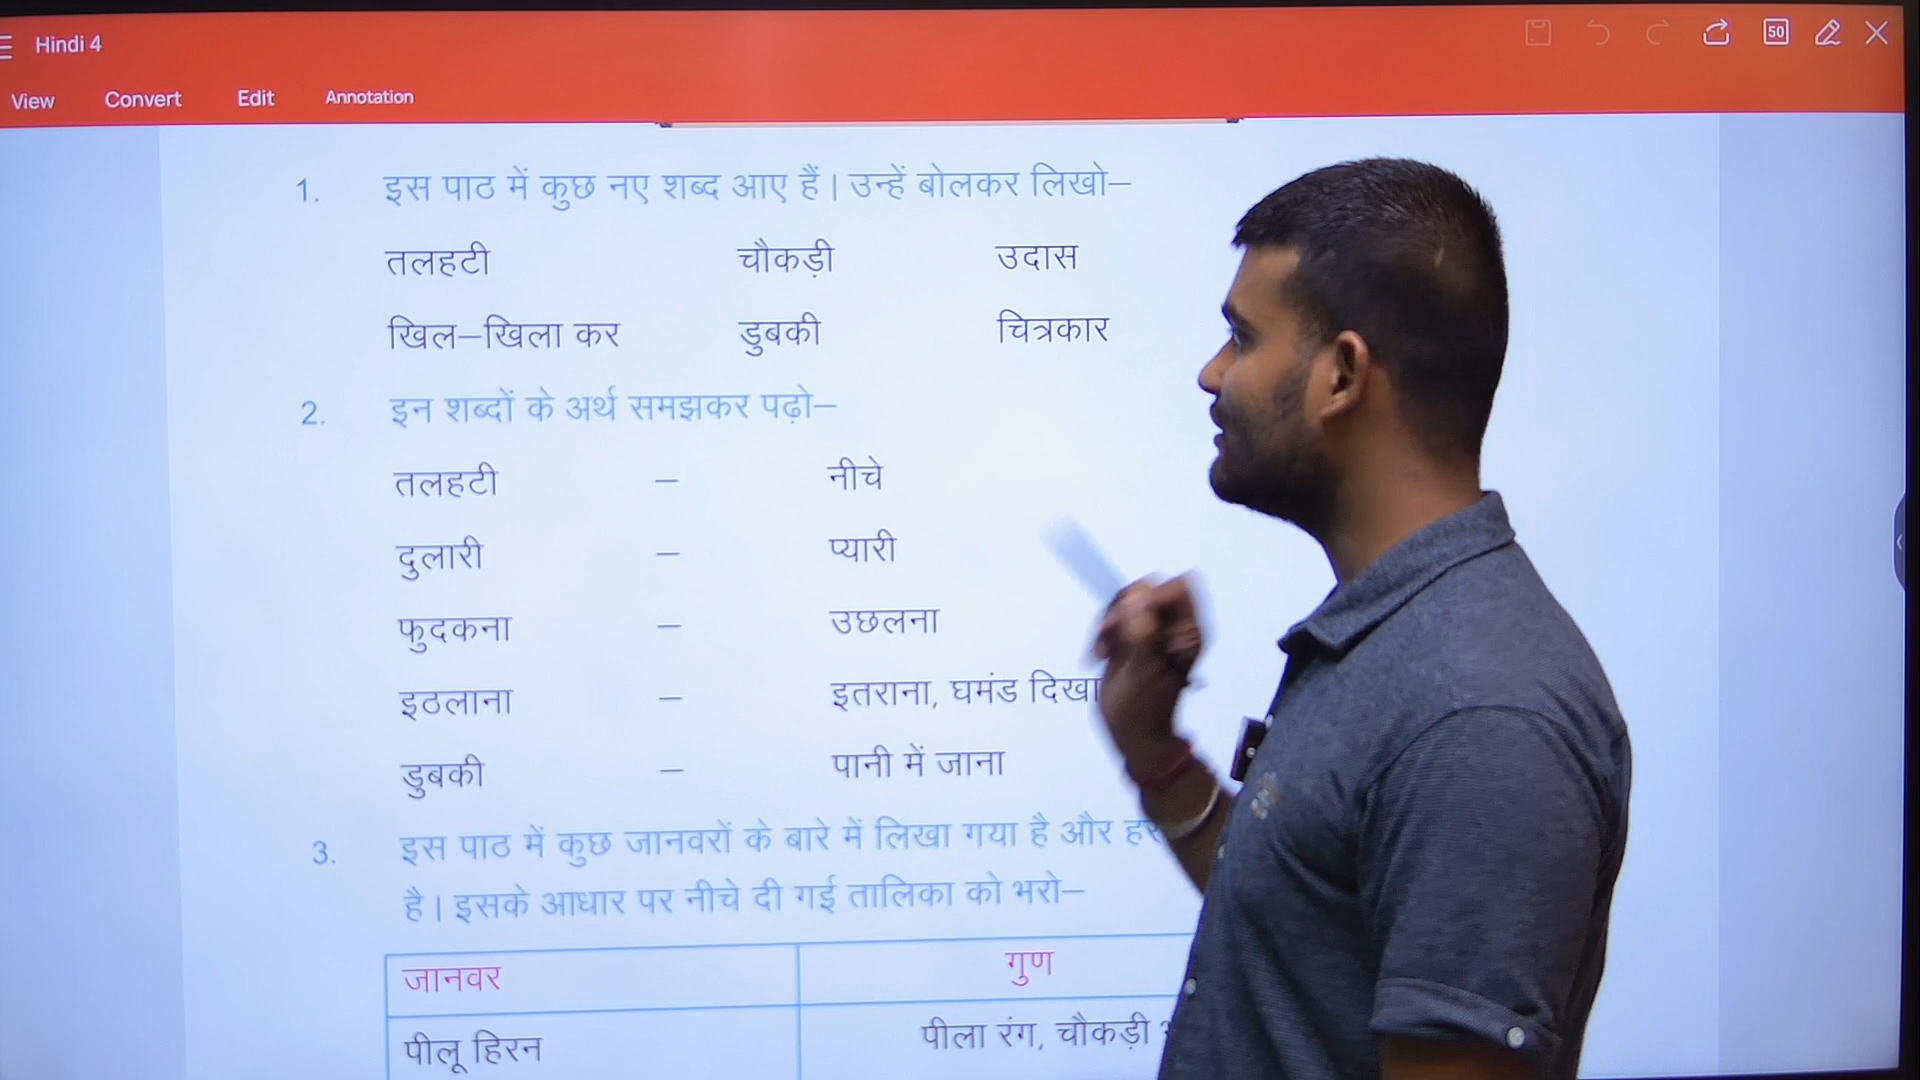 Hindi 4
50
View Convert Edit Annotation
1. इस पाठ में कुछ नए शब्द आए हैं। उन्हें बोलकर लिखो–
तलहटी चौकड़ी उदास
खिल–खिला कर डुबकी चित्रकार
2. इन शब्दों के अर्थ समझकर पढ़ो–
तलहटी – नीचे
दुलारी – प्यारी
फुदकना – उछलना
इठलाना – इतराना, घमंड
डुबकी – पानी में जाना
3. इस पाठ में कुछ जानवरों के बारे में लिखा गया है और
है। इसके आधार पर नीचे दी गई तालिका को भरो–
जानवर गुण
पीलू हिरन पीला रंग, चौकड़ी